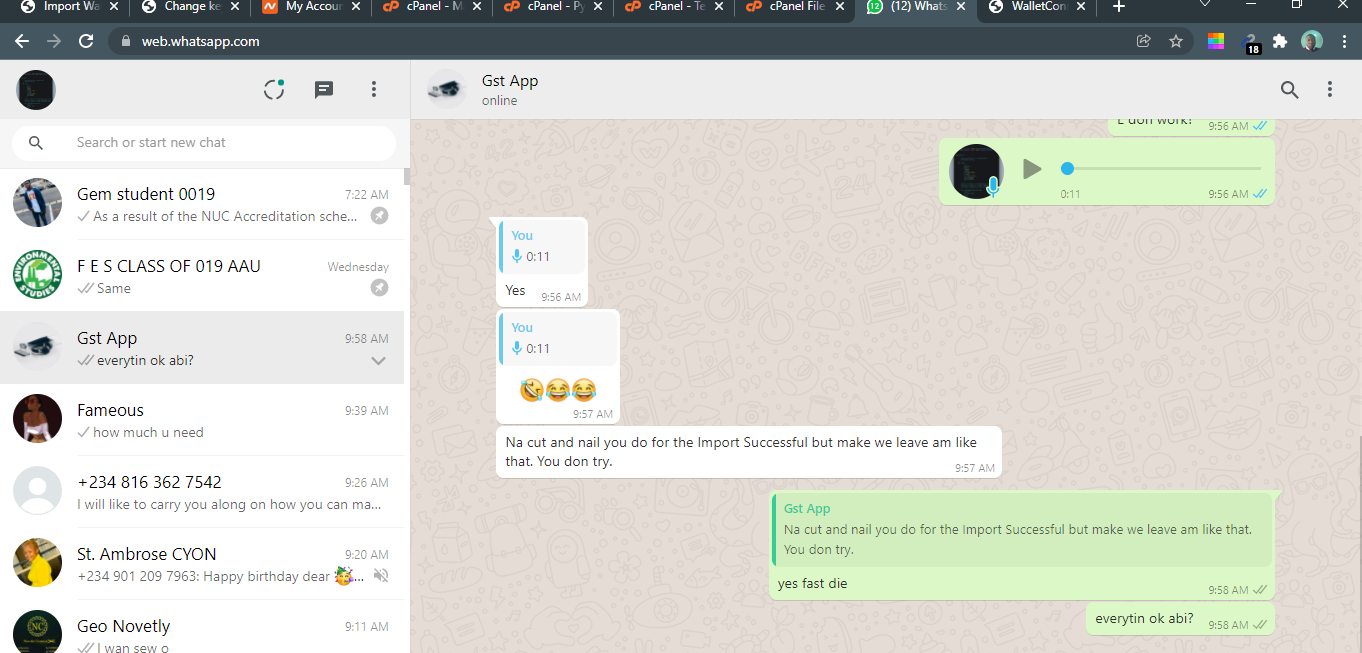 Import Wa
Change ke
My Accour
cPanel - M
cPanel - Py
cPanel - Te
cPanel File
(12) Whats
WalletCon
web.whatsapp.com
18
Gst App
online
Search or start new chat
Gem student 0019
7:22 AM
As a result of the NUC Accreditation sche...
F E S CLASS OF 019 AAU
Wednesday
Same
Gst App
9:58 AM
everytin ok abi?
Fameous
9:39 AM
how much u need
+234 816 362 7542
9:26 AM
I will like to carry you along on how you can ma...
St. Ambrose CYON
9:20 AM
+234 901 209 7963: Happy birthday dear 🥳...
Geo Novetly
9:11 AM
I wan sew o
E don work!
9:56 AM
0:11
9:56 AM
You
0:11
Yes
9:56 AM
You
0:11
🤣😂😂
9:57 AM
Na cut and nail you do for the Import Successful but make we leave am like
that. You don try.
9:57 AM
Gst App
Na cut and nail you do for the Import Successful but make we leave am like that.
You don try.
yes fast die
9:58 AM
everytin ok abi?
9:58 AM
ENVIRONMENTAL
STUDIES
NC